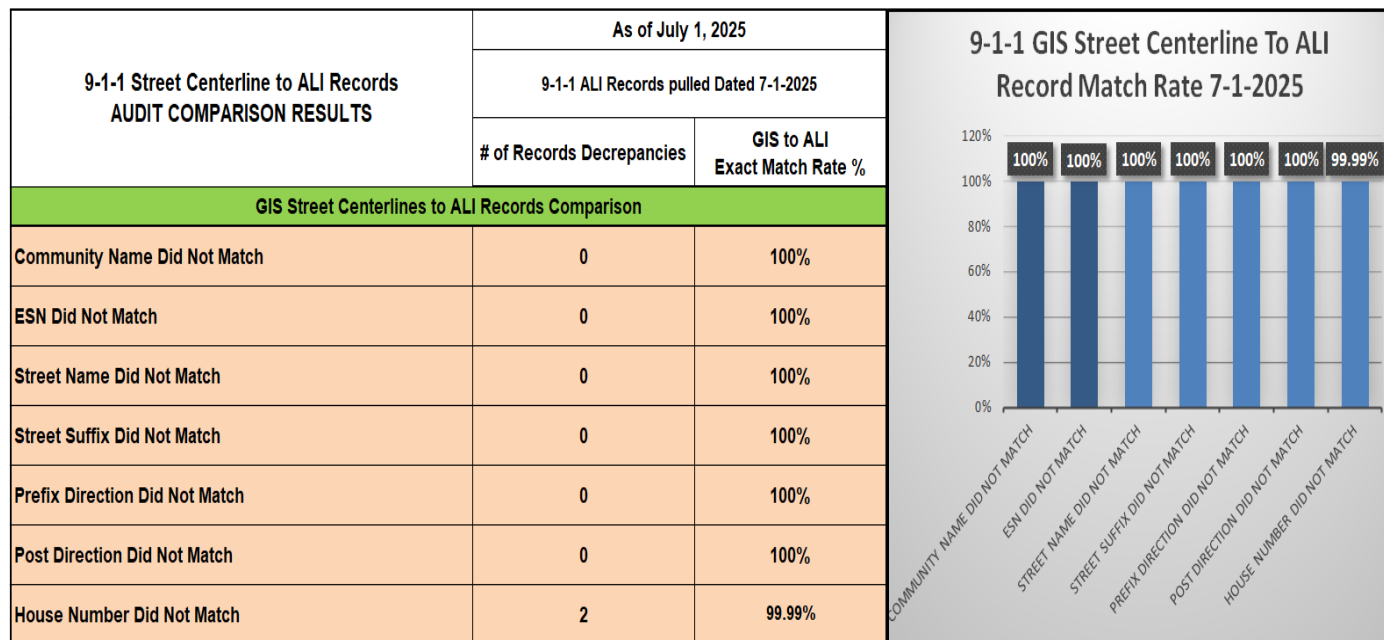 9-1-1 Street Centerline to ALI Records
AUDIT COMPARISON RESULTS
As of July 1, 2025
9-1-1 ALI Records pulled Dated 7-1-2025
# of Records Decrepancies
GIS to ALI
Exact Match Rate %
GIS Street Centerlines to ALI Records Comparison
Community Name Did Not Match 0 100%
ESN Did Not Match 0 100%
Street Name Did Not Match 0 100%
Street Suffix Did Not Match 0 100%
Prefix Direction Did Not Match 0 100%
Post Direction Did Not Match 0 100%
House Number Did Not Match 2 99.99%
9-1-1 GIS Street Centerline To ALI
Record Match Rate 7-1-2025
120%
100%
80%
60%
40%
20%
0%
100% 100% 100% 100% 100% 100% 99.99%
COMMUNITY NAME DID NOT MATCH
ESN DID NOT MATCH
STREET NAME DID NOT MATCH
STREET SUFFIX DID NOT MATCH
PREFIX DIRECTION DID NOT MATCH
POST DIRECTION DID NOT MATCH
HOUSE NUMBER DID NOT MATCH